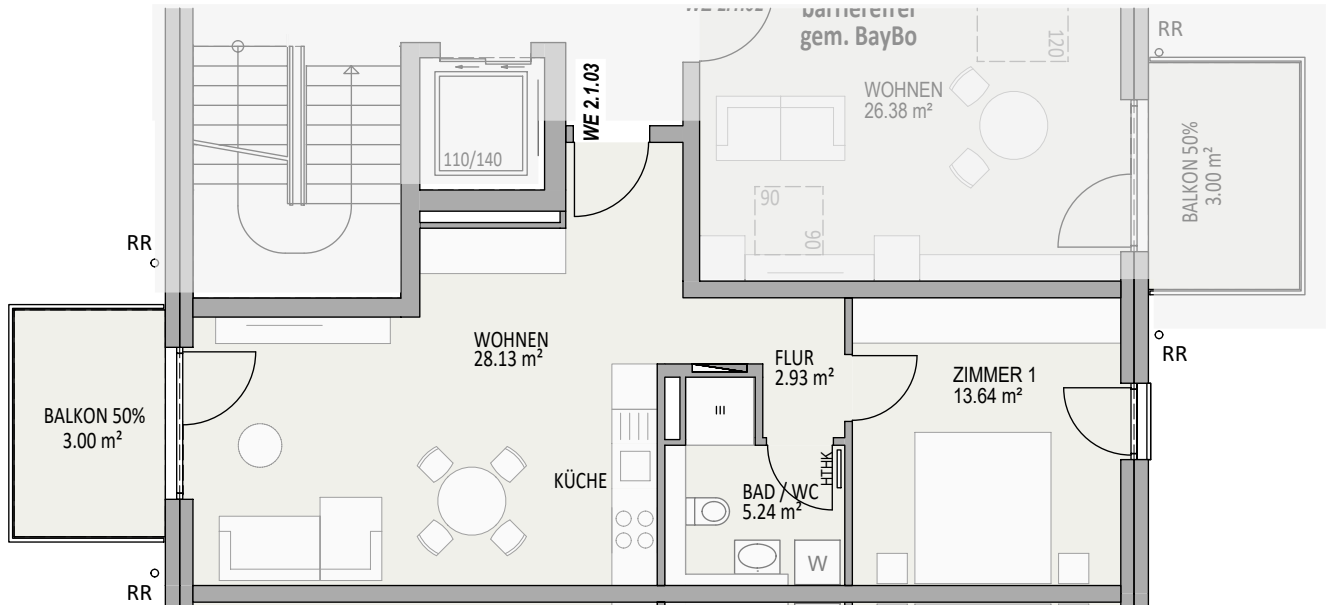 barrierefrei
gem. BayBo
120
RR
WE 2.1.03
WOHNEN
26.38 m²
110/140
BALKON 50%
3.00 m²
90
90
RR
WOHNEN
28.13 m²
FLUR
2.93 m²
RR
ZIMMER 1
13.64 m²
BALKON 50%
3.00 m²
KÜCHE
HTHK
BAD / WC
5.24 m²
W
RR